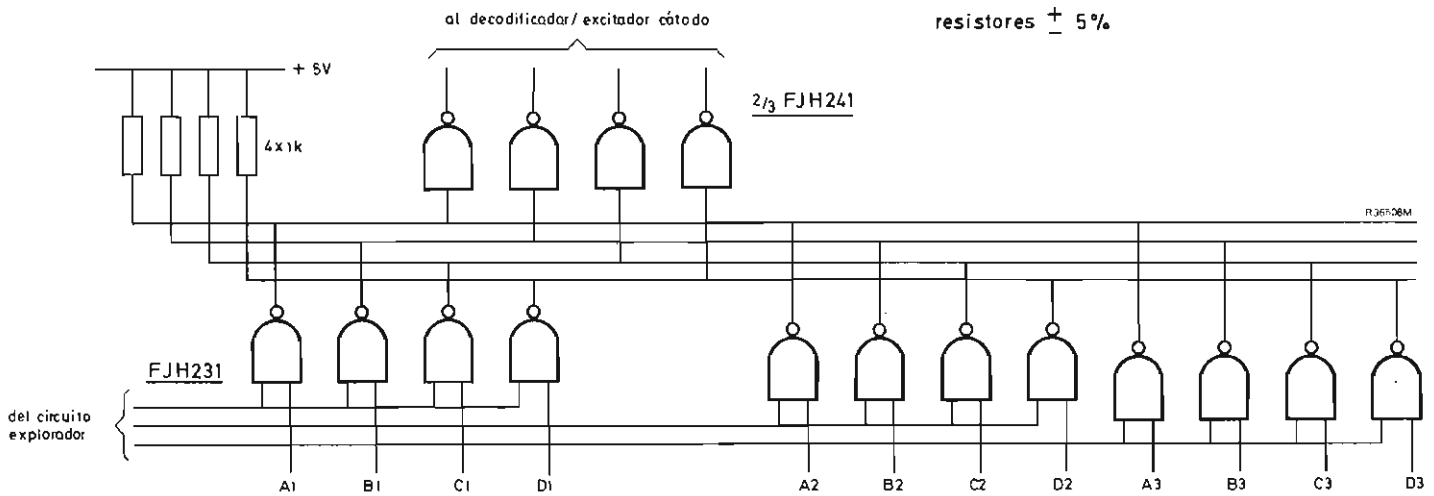 al decodificador/ excitador cátodo
resistores ± 5%
+ 5V
2/3 FJH241
4x1k
R36508M
FJH231
del circuito
explorador
A1 B1 C1 D1 A2 B2 C2 D2 A3 B3 C3 D3